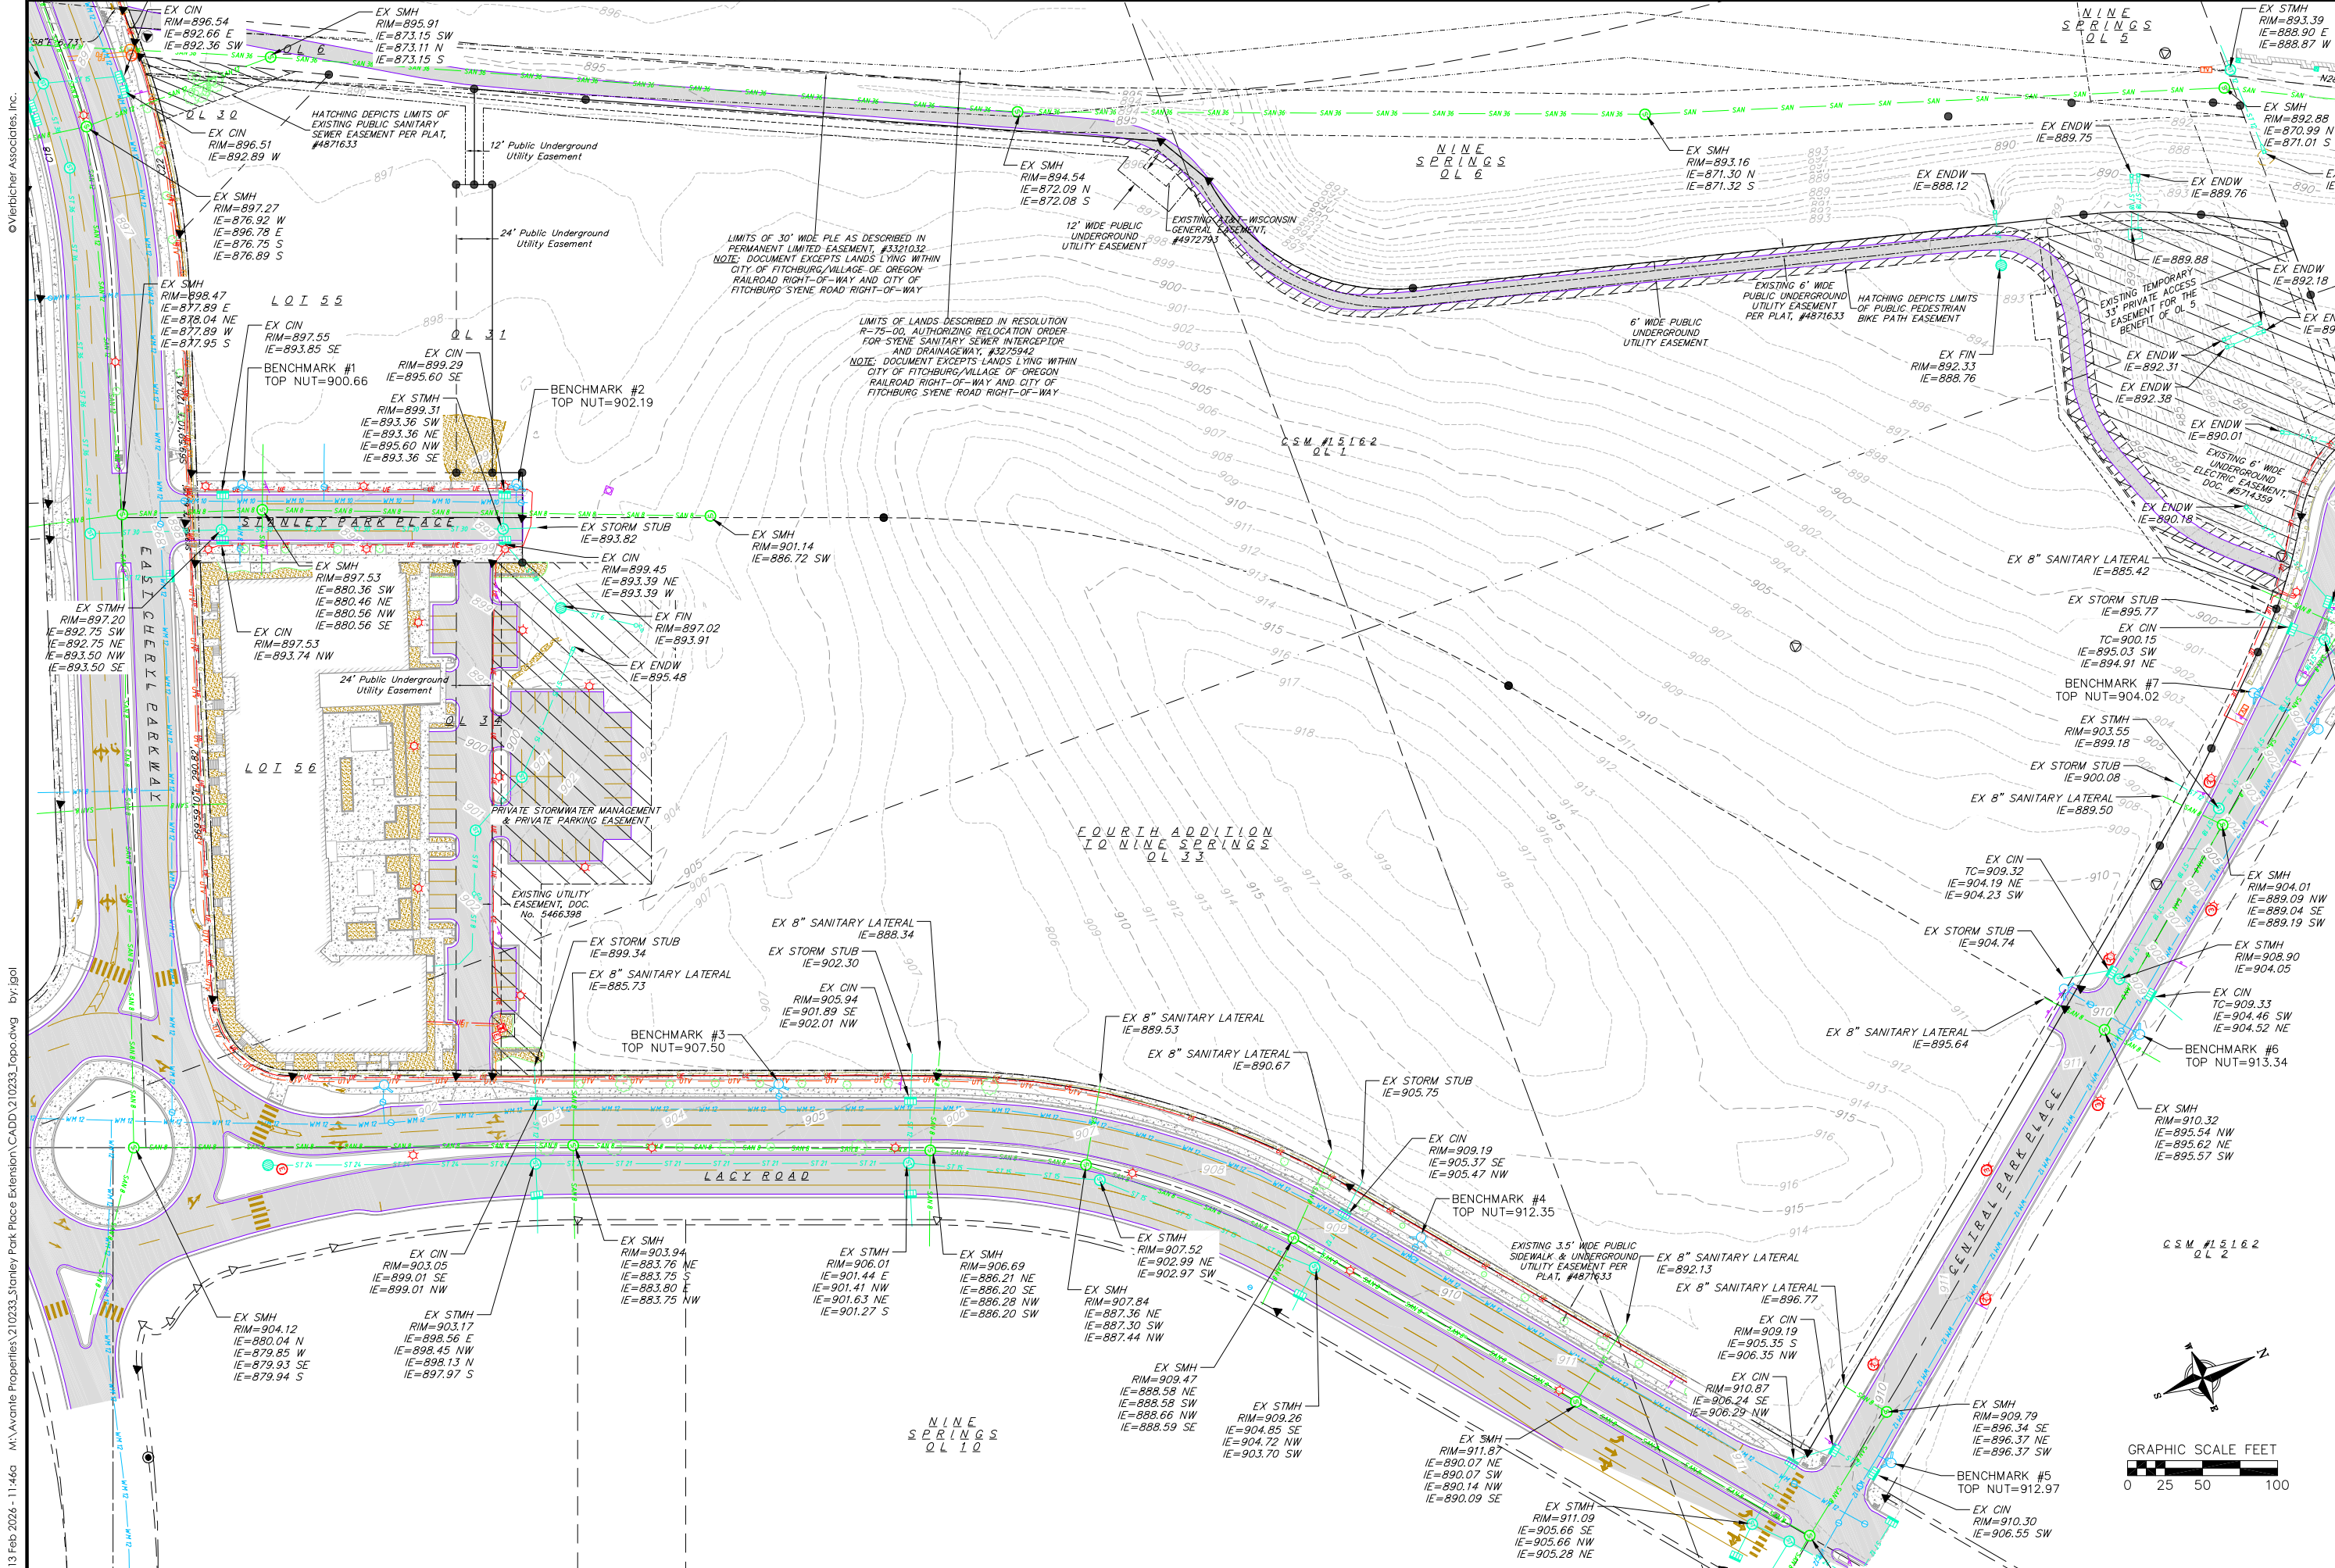 ©Vierbicher Associates, Inc.
M:\Avante Properties\210233_Stanley Park Place Extension\CADD\210233_Topo.dwg by: jgol
13 Feb 2026 - 11:46a
EX CIN
RIM=896.54
IE=892.66 E
IE=892.36 SW
EX SMH
RIM=895.91
IE=873.15 SW
IE=873.11 N
IE=873.15 S
OL 6
OL 30
HATCHING DEPICTS LIMITS OF
EXISTING PUBLIC SANITARY
SEWER EASEMENT PER PLAT,
#4871633
EX CIN
RIM=896.51
IE=892.89 W
12' Public Underground
Utility Easement
EX SMH
RIM=897.27
IE=876.92 W
IE=896.78 E
IE=876.75 S
IE=876.89 S
24' Public Underground
Utility Easement
EX SMH
RIM=898.47
IE=877.89 E
IE=878.04 NE
IE=877.89 W
IE=877.95 S
LOT 55
EX CIN
RIM=897.55
IE=893.85 SE
BENCHMARK #1
TOP NUT=900.66
OL 31
EX CIN
RIM=899.29
IE=895.60 SE
EX STMH
RIM=899.31
IE=893.36 SW
IE=893.36 NE
IE=895.60 NW
IE=893.36 SE
BENCHMARK #2
TOP NUT=902.19
LIMITS OF 30' WIDE PLE AS DESCRIBED IN
PERMANENT LIMITED EASEMENT, #3321032
NOTE: DOCUMENT EXCEPTS LANDS LYING WITHIN
CITY OF FITCHBURG/VILLAGE OF OREGON
RAILROAD RIGHT-OF-WAY AND CITY OF
FITCHBURG SYENE ROAD RIGHT-OF-WAY
LIMITS OF LANDS DESCRIBED IN RESOLUTION
R-75-00, AUTHORIZING RELOCATION ORDER
FOR SYENE SANITARY SEWER INTERCEPTOR
AND DRAINAGEWAY, #3275942
NOTE: DOCUMENT EXCEPTS LANDS LYING WITHIN
CITY OF FITCHBURG/VILLAGE OF OREGON
RAILROAD RIGHT-OF-WAY AND CITY OF
FITCHBURG SYENE ROAD RIGHT-OF-WAY
EX SMH
RIM=894.54
IE=872.09 N
IE=872.08 S
12' WIDE PUBLIC
UNDERGROUND
UTILITY EASEMENT
EXISTING AT&T-WISCONSIN
GENERAL EASEMENT,
#4972793
NINE
SPRINGS
OL 6
EX SMH
RIM=893.16
IE=871.30 N
IE=871.32 S
NINE
SPRINGS
OL 5
EX STMH
RIM=893.39
IE=888.90 E
IE=888.87 W
EX SMH
RIM=892.88
IE=870.99 N
IE=871.01 S
EX ENDW
IE=889.75
EX ENDW
IE=888.12
EX ENDW
IE=889.76
IE=889.88
EX ENDW
IE=892.18
EXISTING TEMPORARY
33' PRIVATE ACCESS
EASEMENT FOR THE
BENEFIT OF OL 5
EXISTING 6' WIDE
PUBLIC UNDERGROUND
UTILITY EASEMENT
PER PLAT, #4871633
HATCHING DEPICTS LIMITS
OF PUBLIC PEDESTRIAN
BIKE PATH EASEMENT
6' WIDE PUBLIC
UNDERGROUND
UTILITY EASEMENT
EX FIN
RIM=892.33
IE=888.76
EX ENDW
IE=892.31
EX ENDW
IE=892.38
EX ENDW
IE=890.01
EXISTING 6' WIDE
UNDERGROUND
ELECTRIC EASEMENT,
DOC. #5714359
EX ENDW
IE=890.18
CSM #15162
OL 1
STANLEY PARK PLACE
EAST CHERYL PARKWAY
S69°59'10"E 120.43'
S69°59'10"E 290.82'
EX STORM STUB
IE=893.82
EX SMH
RIM=901.14
IE=886.72 SW
EX CIN
RIM=899.45
IE=893.39 NE
IE=893.39 W
EX SMH
RIM=897.53
IE=880.36 SW
IE=880.46 NE
IE=880.56 NW
IE=880.56 SE
EX STMH
RIM=897.20
IE=892.75 SW
IE=892.75 NE
IE=893.50 NW
IE=893.50 SE
EX CIN
RIM=897.53
IE=893.74 NW
EX FIN
RIM=897.02
IE=893.91
EX ENDW
IE=895.48
24' Public Underground
Utility Easement
OL 34
LOT 56
PRIVATE STORMWATER MANAGEMENT
& PRIVATE PARKING EASEMENT
EXISTING UTILITY
EASEMENT, DOC.
No. 5466398
FOURTH ADDITION
TO NINE SPRINGS
OL 33
EX 8" SANITARY LATERAL
IE=885.42
EX STORM STUB
IE=895.77
EX CIN
TC=900.15
IE=895.03 SW
IE=894.91 NE
BENCHMARK #7
TOP NUT=904.02
EX STMH
RIM=903.55
IE=899.18
EX STORM STUB
IE=900.08
EX 8" SANITARY LATERAL
IE=889.50
EX CIN
TC=909.32
IE=904.19 NE
IE=904.23 SW
EX SMH
RIM=904.01
IE=889.09 NW
IE=889.04 SE
IE=889.19 SW
EX STORM STUB
IE=904.74
EX STMH
RIM=908.90
IE=904.05
EX CIN
TC=909.33
IE=904.46 SW
IE=904.52 NE
EX 8" SANITARY LATERAL
IE=895.64
BENCHMARK #6
TOP NUT=913.34
EX SMH
RIM=910.32
IE=895.54 NW
IE=895.62 NE
IE=895.57 SW
CENTRAL PARK PLACE
CSM #15162
OL 2
EX STORM STUB
IE=899.34
EX 8" SANITARY LATERAL
IE=885.73
EX 8" SANITARY LATERAL
IE=888.34
EX STORM STUB
IE=902.30
EX CIN
RIM=905.94
IE=901.89 SE
IE=902.01 NW
BENCHMARK #3
TOP NUT=907.50
EX 8" SANITARY LATERAL
IE=889.53
EX 8" SANITARY LATERAL
IE=890.67
EX STORM STUB
IE=905.75
EX CIN
RIM=909.19
IE=905.37 SE
IE=905.47 NW
BENCHMARK #4
TOP NUT=912.35
EXISTING 3.5' WIDE PUBLIC
SIDEWALK & UNDERGROUND
UTILITY EASEMENT PER
PLAT, #4871633
EX 8" SANITARY LATERAL
IE=892.13
EX 8" SANITARY LATERAL
IE=896.77
EX CIN
RIM=909.19
IE=905.35 S
IE=906.35 NW
EX CIN
RIM=910.87
IE=906.24 SE
IE=906.29 NW
LACY ROAD
EX SMH
RIM=904.12
IE=880.04 N
IE=879.85 W
IE=879.93 SE
IE=879.94 S
EX CIN
RIM=903.05
IE=899.01 SE
IE=899.01 NW
EX STMH
RIM=903.17
IE=898.56 E
IE=898.45 NW
IE=898.13 N
IE=897.97 S
EX SMH
RIM=903.94
IE=883.76 NE
IE=883.75 S
IE=883.80 E
IE=883.75 NW
EX STMH
RIM=906.01
IE=901.44 E
IE=901.41 NW
IE=901.63 NE
IE=901.27 S
EX SMH
RIM=906.69
IE=886.21 NE
IE=886.20 SE
IE=886.28 NW
IE=886.20 SW
EX STMH
RIM=907.52
IE=902.99 NE
IE=902.97 SW
EX SMH
RIM=907.84
IE=887.36 NE
IE=887.30 SW
IE=887.44 NW
EX SMH
RIM=909.47
IE=888.58 NE
IE=888.58 SW
IE=888.66 NW
IE=888.59 SE
EX STMH
RIM=909.26
IE=904.85 SE
IE=904.72 NW
IE=903.70 SW
EX SMH
RIM=911.87
IE=890.07 NE
IE=890.07 SW
IE=890.14 NW
IE=890.09 SE
EX STMH
RIM=911.09
IE=905.66 SE
IE=905.66 NW
IE=905.28 NE
EX SMH
RIM=909.79
IE=896.34 SE
IE=896.37 NE
IE=896.37 SW
BENCHMARK #5
TOP NUT=912.97
EX CIN
RIM=910.30
IE=906.55 SW
NINE
SPRINGS
OL 10
GRAPHIC SCALE FEET
0 25 50 100